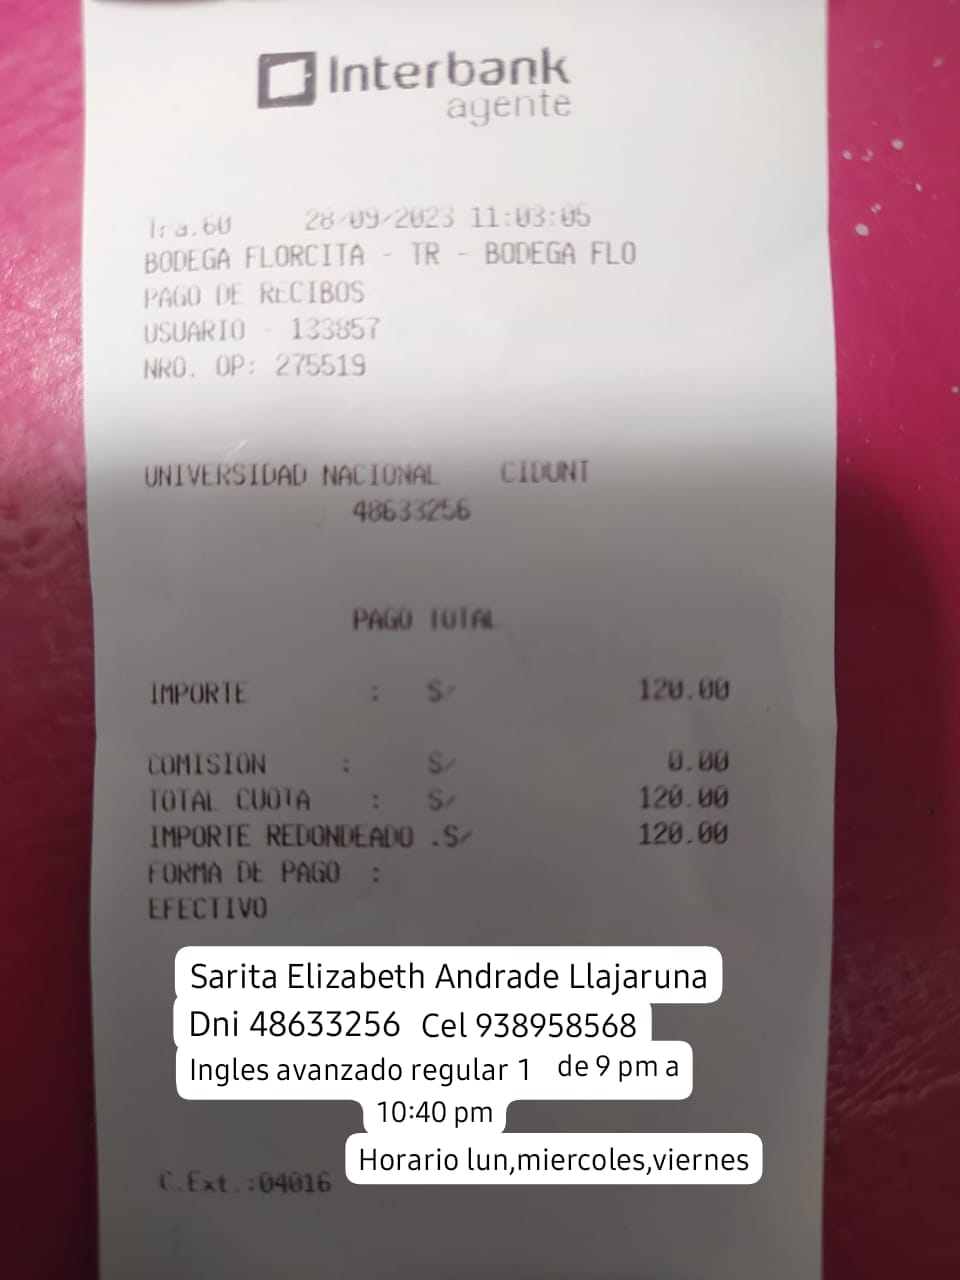 Interbank
agente
Tra.60 28/09/2023 11:03:05
BODEGA FLORCITA - TR - BODEGA FLO
PAGO DE RECIBOS
USUARIO - 133857
NRO. OP: 275519
UNIVERSIDAD NACIONAL CIDUNT
48633256
PAGO TOTAL
IMPORTE : S/ 120.00
COMISION : S/ 0.00
TOTAL CUOTA : S/ 120.00
IMPORTE REDONDEADO .S/ 120.00
FORMA DE PAGO :
EFECTIVO
Sarita Elizabeth Andrade Llajaruna
Dni 48633256 Cel 938958568
Ingles avanzado regular 1 de 9 pm a
10:40 pm
Horario lun,miercoles,viernes
C.Ext.:04016